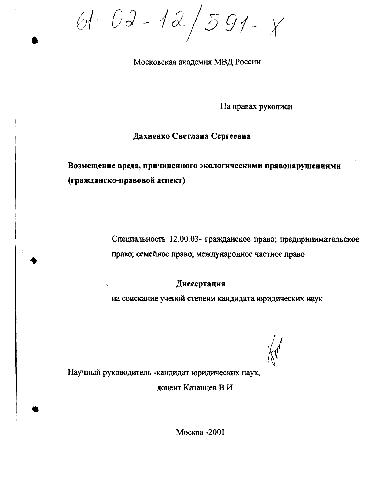 61-02-12/591-X
Московская академия МВД России
На правах рукописи
Дахненко Светлана Сергеевна
Возмещение вреда, причиненного экологическими правонарушениями
(гражданско-правовой аспект)
Специальность 12.00.03- гражданское право; предпринимательское
право; семейное право; международное частное право
Диссертация
на соискание ученой степени кандидата юридических наук
Научный руководитель -кандидат юридических наук,
доцент В.И
Москва -2001